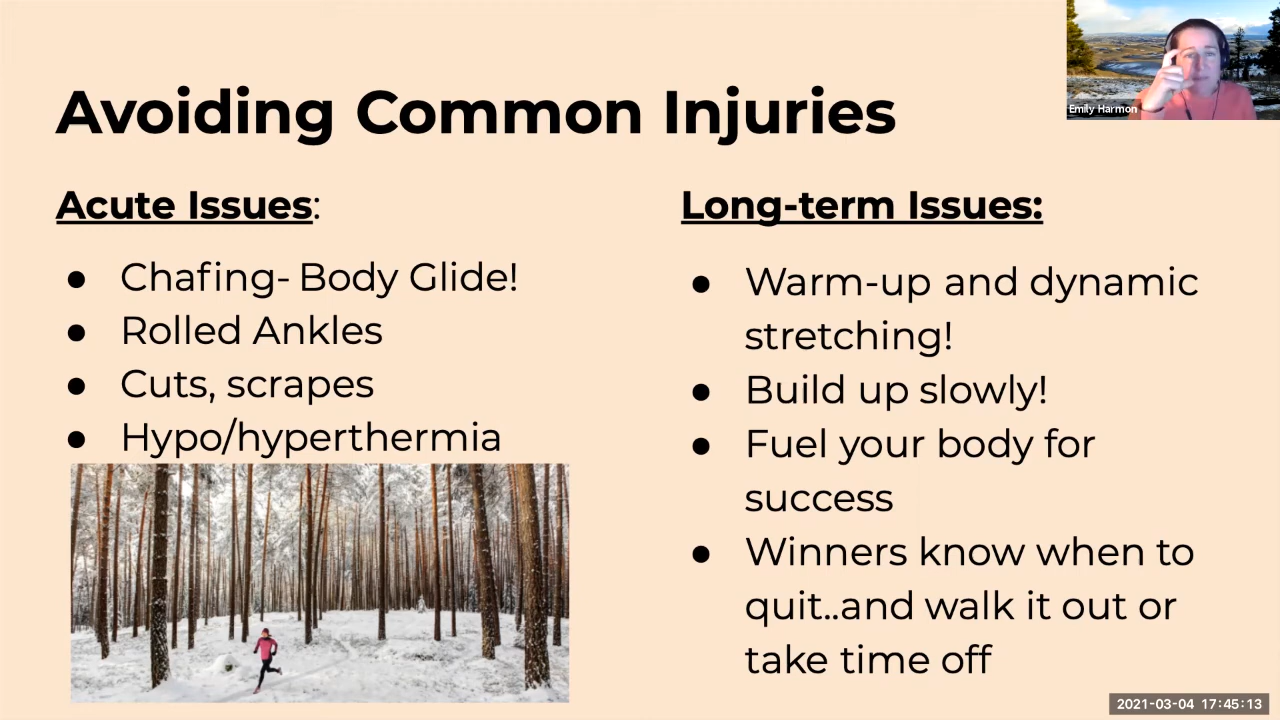 Avoiding Common Injuries
Emily Harmon
Acute Issues:
● Chafing- Body Glide!
● Rolled Ankles
● Cuts, scrapes
● Hypo/hyperthermia
Long-term Issues:
● Warm-up and dynamic
stretching!
● Build up slowly!
● Fuel your body for
success
● Winners know when to
quit..and walk it out or
take time off
2021-03-04 17:45:13